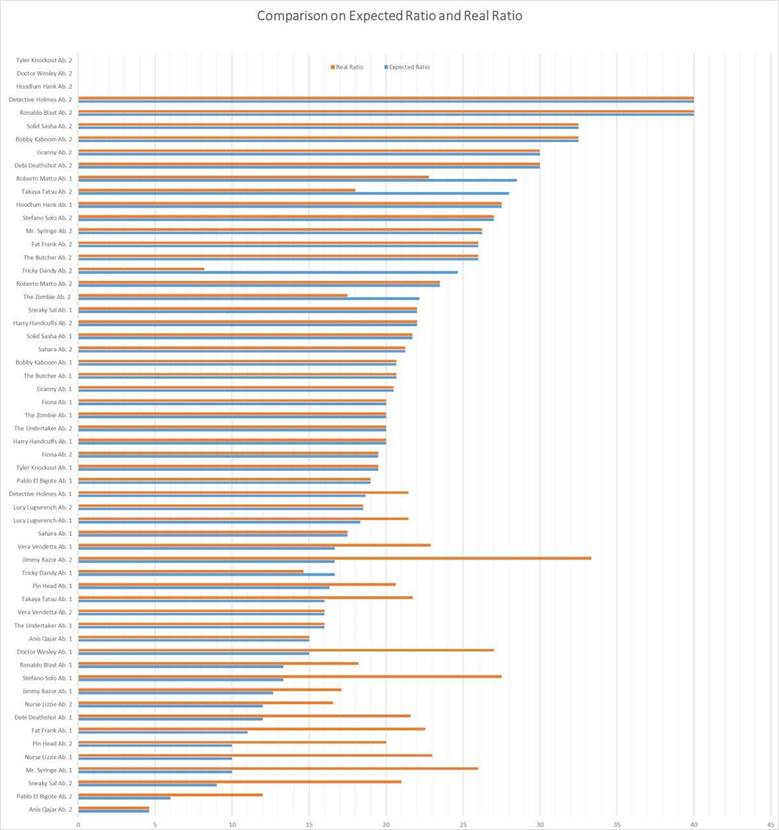 Comparison on Expected Ratio and Real Ratio
Real Ratio Expected Ratio
Tyler Knockout Ab. 2
Doctor Wesley Ab. 2
Hoodlum Hank Ab. 2
Detective Holmes Ab. 2
Ronaldo Blast Ab. 2
Solid Sasha Ab. 2
Bobby Kaboom Ab. 2
Granny Ab. 2
Debi Deathshot Ab. 2
Roberto Matto Ab. 1
Takaya Tatsu Ab. 2
Hoodlum Hank Ab. 1
Stefano Solo Ab. 2
Mr. Syringe Ab. 2
Fat Frank Ab. 2
The Butcher Ab. 2
Tricky Dandy Ab. 2
Roberto Matto Ab. 2
The Zombie Ab. 2
Sneaky Sal Ab. 1
Harry Handcuffs Ab. 2
Solid Sasha Ab. 1
Sahara Ab. 2
Bobby Kaboom Ab. 1
The Butcher Ab. 1
Granny Ab. 1
Fiona Ab. 1
The Zombie Ab. 1
The Undertaker Ab. 2
Harry Handcuffs Ab. 1
Fiona Ab. 2
Tyler Knockout Ab. 1
Pablo El Bigote Ab. 1
Detective Holmes Ab. 1
Lucy Lugwrench Ab. 2
Lucy Lugwrench Ab. 1
Sahara Ab. 1
Vera Vendetta Ab. 1
Jimmy Razor Ab. 2
Tricky Dandy Ab. 1
Pin Head Ab. 1
Takaya Tatsu Ab. 1
Vera Vendetta Ab. 2
The Undertaker Ab. 1
Anis Qajar Ab. 1
Doctor Wesley Ab. 1
Ronaldo Blast Ab. 1
Stefano Solo Ab. 1
Jimmy Razor Ab. 1
Nurse Lizzie Ab. 2
Debi Deathshot Ab. 1
Fat Frank Ab. 1
Pin Head Ab. 2
Nurse Lizzie Ab. 1
Mr. Syringe Ab. 1
Sneaky Sal Ab. 2
Pablo El Bigote Ab. 2
Anis Qajar Ab. 2
0 5 10 15 20 25 30 35 40 45